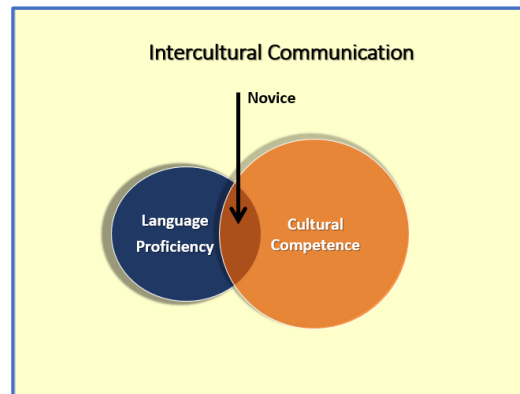 Intercultural Communication
Novice
Language
Proficiency
Cultural
Competence